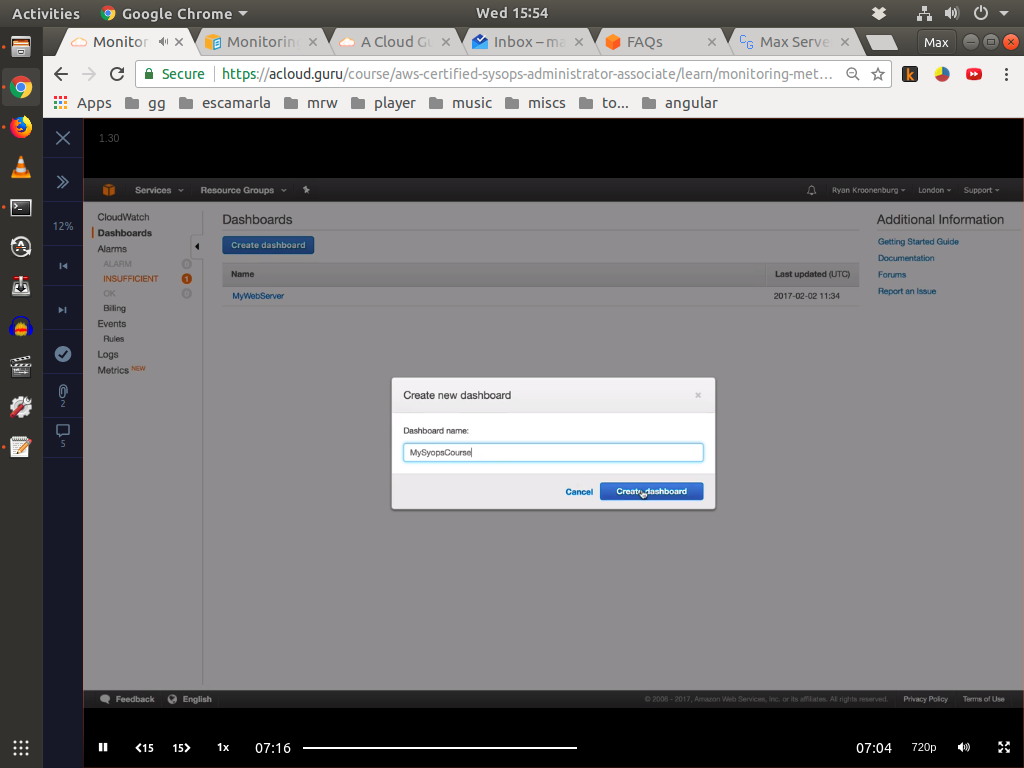 Activities Google Chrome Wed 15:54
Monitor Monitorin A Cloud Gu Inbox – ma FAQs Max Serve Max
Secure https://acloud.guru/course/aws-certified-sysops-administrator-associate/learn/monitoring-met...
Apps gg escamarla mrw player music miscs to... angular
1.30
Services Resource Groups Ryan Kroonenburg London Support
12%
CloudWatch
Dashboards
Alarms
ALARM 0
INSUFFICIENT 1
OK 0
Billing
Events
Rules
Logs
Metrics NEW
Dashboards
Create dashboard
Name Last updated (UTC)
MyWebServer 2017-02-02 11:34
Additional Information
Getting Started Guide
Documentation
Forums
Report an Issue
2
5
Create new dashboard ×
Dashboard name:
MySyopsCourse
Cancel Create dashboard
Feedback English © 2008 - 2017, Amazon Web Services, Inc. or its affiliates. All rights reserved. Privacy Policy Terms of Use
15 15 1x 07:16 07:04 720p